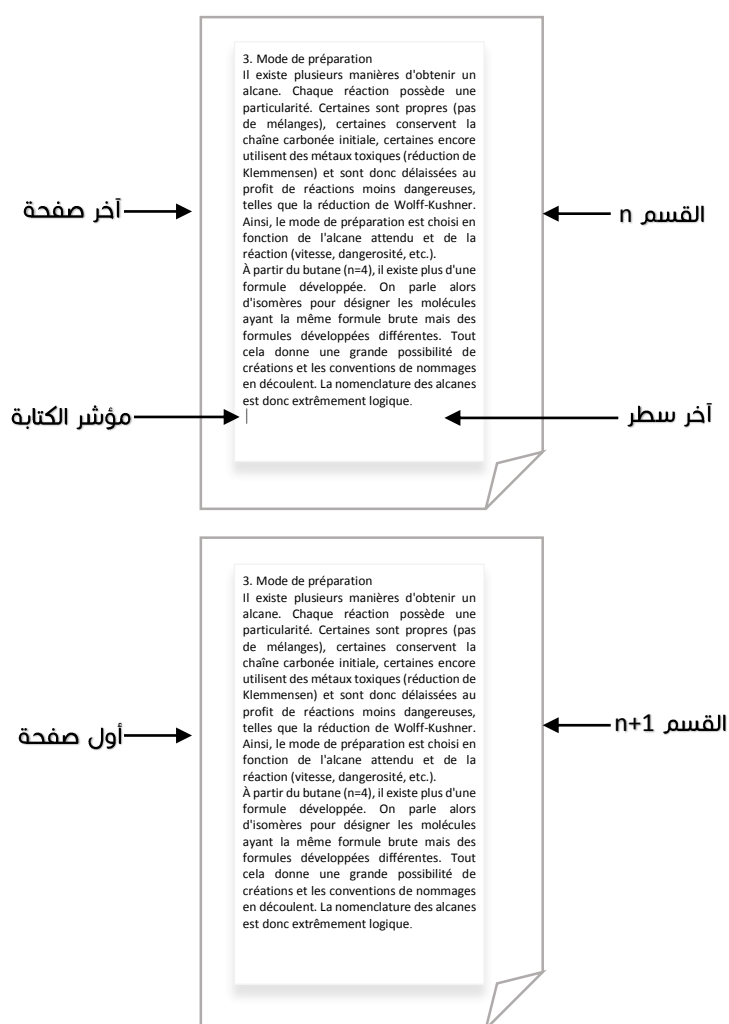 3. Mode de préparation
Il existe plusieurs manières d'obtenir un
alcane. Chaque réaction possède une
particularité. Certaines sont propres (pas
de mélanges), certaines conservent la
chaîne carbonée initiale, certaines encore
utilisent des métaux toxiques (réduction de
Klemmensen) et sont donc délaissées au
profit de réactions moins dangereuses,
telles que la réduction de Wolff-Kushner.
Ainsi, le mode de préparation est choisi en
fonction de l'alcane attendu et de la
réaction (vitesse, dangerosité, etc.).
À partir du butane (n=4), il existe plus d'une
formule développée. On parle alors
d'isomères pour désigner les molécules
ayant la même formule brute mais des
formules développées différentes. Tout
cela donne une grande possibilité de
créations et les conventions de nommages
en découlent. La nomenclature des alcanes
est donc extrêmement logique.
القسم n
آخر صفحة
آخر سطر
مؤشر الكتابة
3. Mode de préparation
Il existe plusieurs manières d'obtenir un
alcane. Chaque réaction possède une
particularité. Certaines sont propres (pas
de mélanges), certaines conservent la
chaîne carbonée initiale, certaines encore
utilisent des métaux toxiques (réduction de
Klemmensen) et sont donc délaissées au
profit de réactions moins dangereuses,
telles que la réduction de Wolff-Kushner.
Ainsi, le mode de préparation est choisi en
fonction de l'alcane attendu et de la
réaction (vitesse, dangerosité, etc.).
À partir du butane (n=4), il existe plus d'une
formule développée. On parle alors
d'isomères pour désigner les molécules
ayant la même formule brute mais des
formules développées différentes. Tout
cela donne une grande possibilité de
créations et les conventions de nommages
en découlent. La nomenclature des alcanes
est donc extrêmement logique.
القسم n+1
أول صفحة